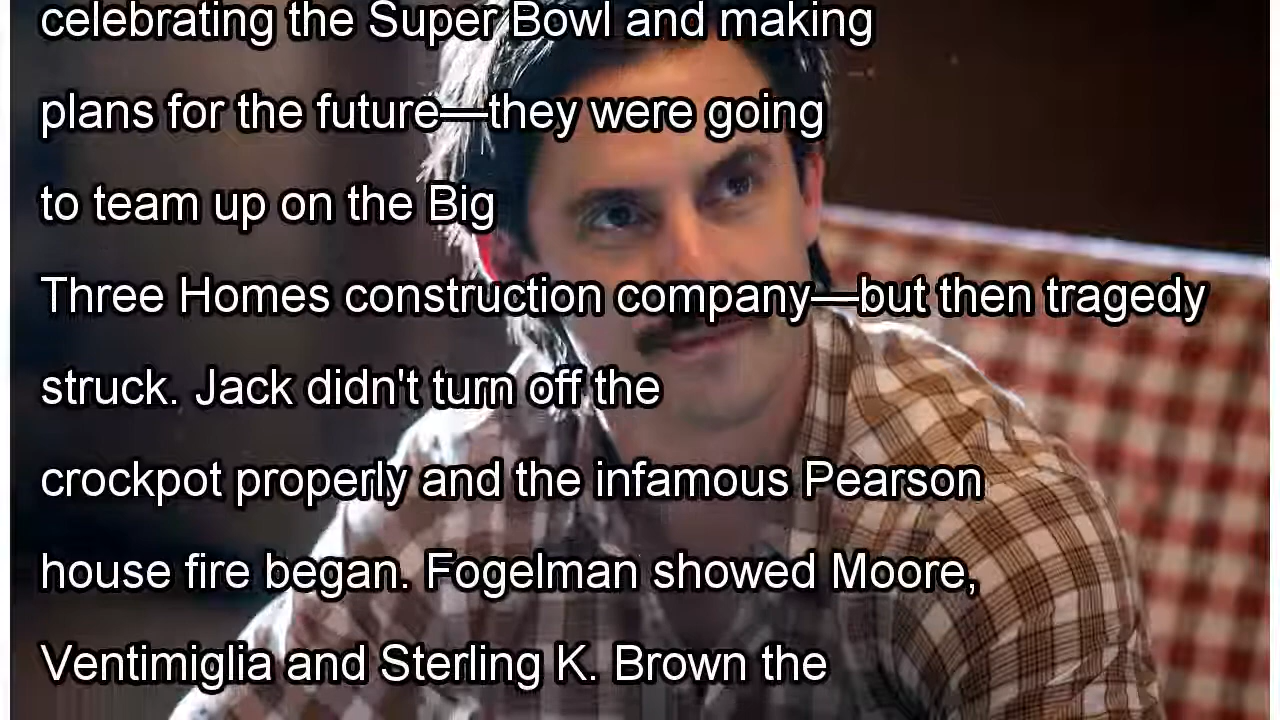 celebrating the Super Bowl and making
plans for the future—they were going
to team up on the Big
Three Homes construction company—but then tragedy
struck. Jack didn't turn off the
crockpot properly and the infamous Pearson
house fire began. Fogelman showed Moore,
Ventimiglia and Sterling K. Brown the